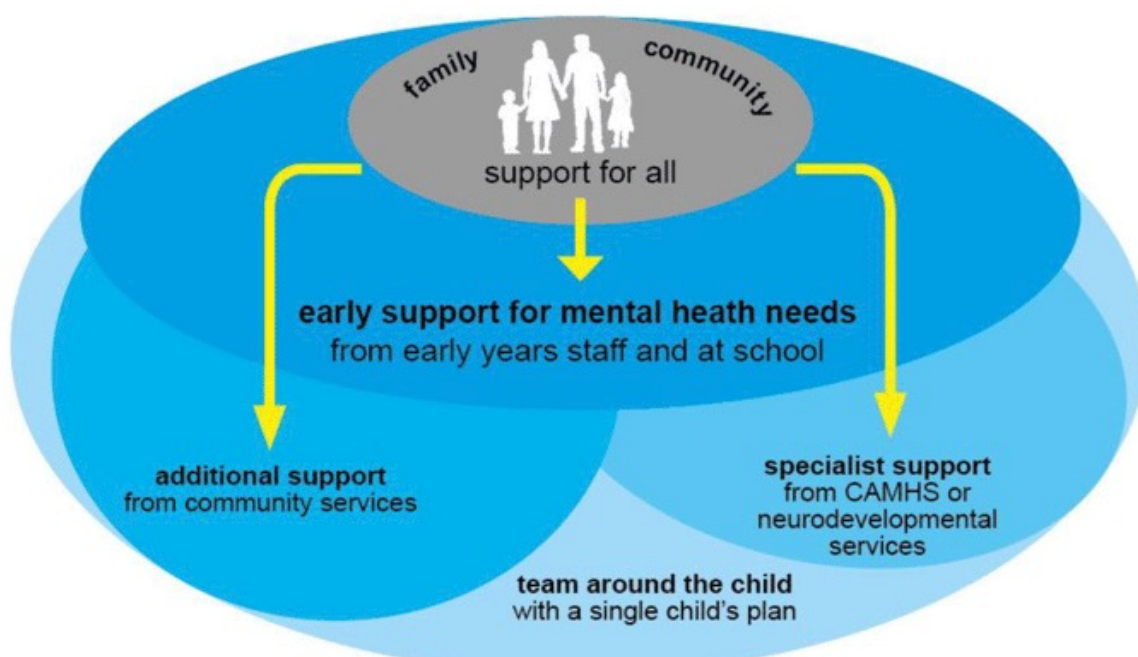 family
community
support for all
early support for mental heath needs
from early years staff and at school
additional support
from community services
specialist support
from CAMHS or
neurodevelopmental
services
team around the child
with a single child's plan